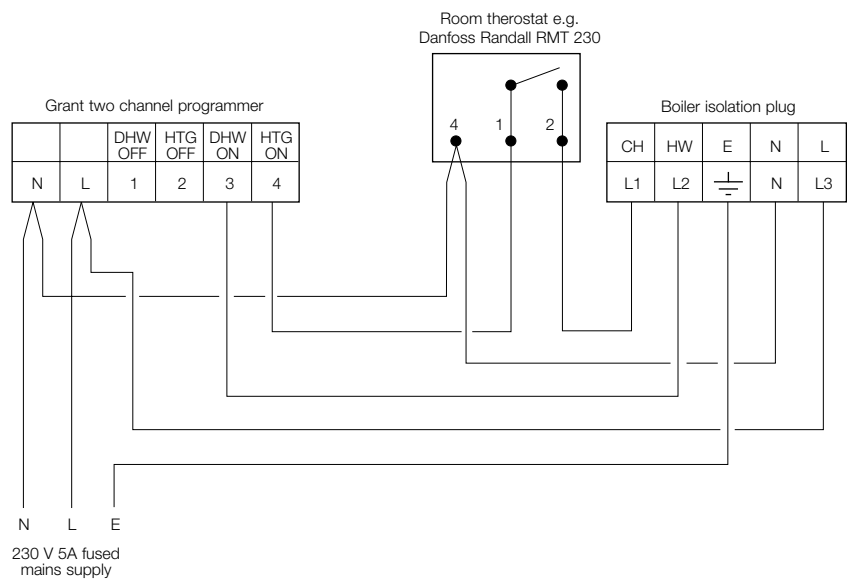 Room therostat e.g.
Danfoss Randall RMT 230
Grant two channel programmer
Boiler isolation plug
DHW OFF HTG OFF DHW ON HTG ON
N L 1 2 3 4
4 1 2
CH HW E N L
L1 L2 N L3
N L E
230 V 5A fused
mains supply